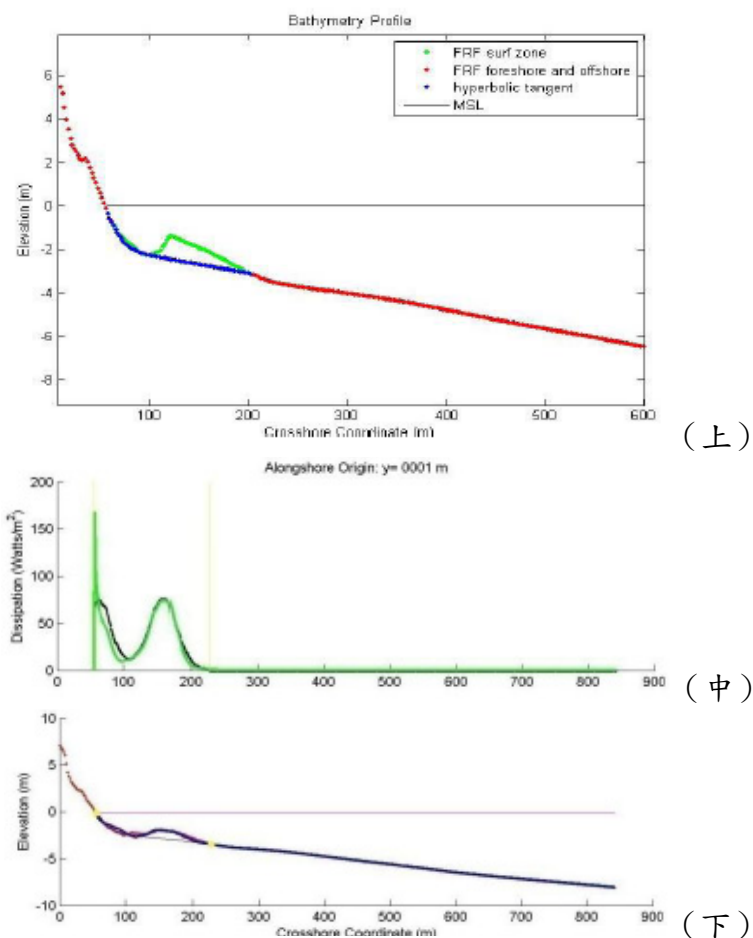 Bathymetry Profile
FRF surf zone
FRF foreshore and offshore
hyperbolic tangent
MSL
6
4
2
0
-2
-4
-6
-8
Elevation (m)
100 200 300 400 500 600
Crosshore Coordinate (m)
(上)
Alongshore Origin: y= 0001 m
200
150
100
50
0
Dissipation (Watts/m²)
0 100 200 300 400 500 600 700 800 900
(中)
10
5
0
-5
-10
Elevation (m)
0 100 200 300 400 500 600 700 800 900
Crosshore Coordinate (m)
(下)